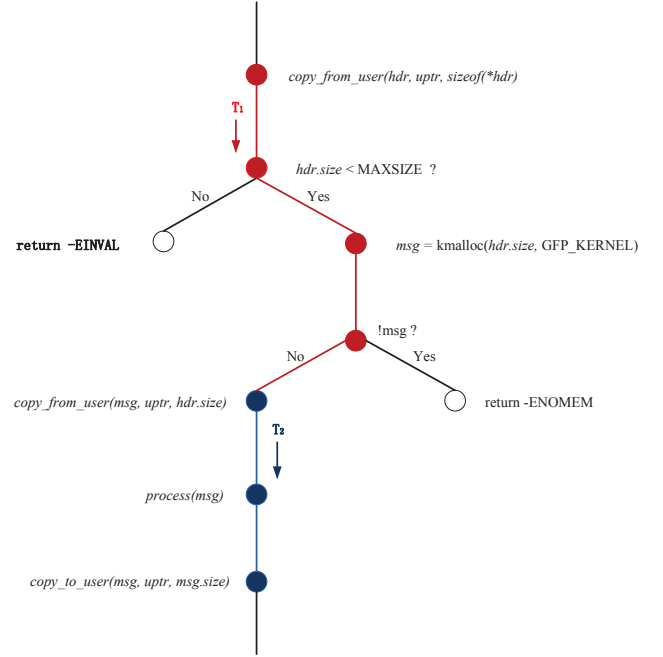 copy_from_user(hdr, uptr, sizeof(*hdr)
T1
hdr.size < MAXSIZE ?
No
Yes
return -EINVAL
msg = kmalloc(hdr.size, GFP_KERNEL)
!msg ?
No
Yes
copy_from_user(msg, uptr, hdr.size)
return -ENOMEM
T2
process(msg)
copy_to_user(msg, uptr, msg.size)